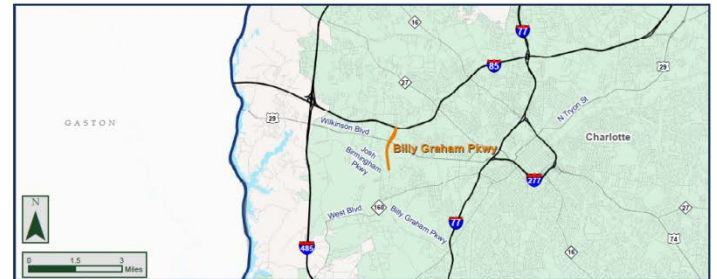 16
77
27
85
29
29
N Tryon St
GASTON
Wilkinson Blvd
Charlotte
Billy Graham Pkwy
Josh
Birmingham
Pkwy
277
N
West Blvd
160
Billy Graham Pkwy
27
77
0 1.5 3
Miles
485
16
74